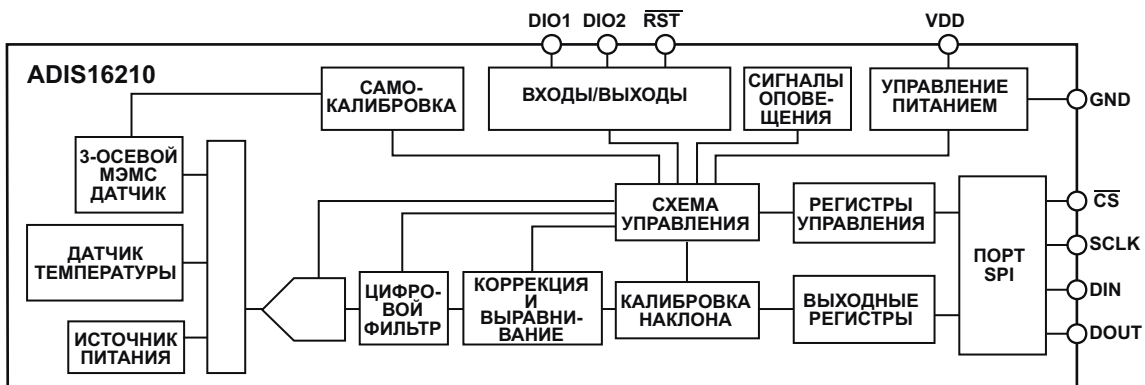 DIO1 DIO2 RST VDD
ADIS16210
САМО-
КАЛИБРОВКА
ВХОДЫ/ВЫХОДЫ
СИГНАЛЫ
ОПОВЕ-
ЩЕНИЯ
УПРАВЛЕНИЕ
ПИТАНИЕМ
GND
3-ОСЕВОЙ
МЭМС
ДАТЧИК
СХЕМА
УПРАВЛЕНИЯ
РЕГИСТРЫ
УПРАВЛЕНИЯ
ПОРТ
SPI
CS
SCLK
DIN
DOUT
ДАТЧИК
ТЕМПЕРАТУРЫ
ИСТОЧНИК
ПИТАНИЯ
ЦИФРО-
ВОЙ
ФИЛЬТР
КОРРЕКЦИЯ
И
ВЫРАВНИ-
ВАНИЕ
КАЛИБРОВКА
НАКЛОНА
ВЫХОДНЫЕ
РЕГИСТРЫ